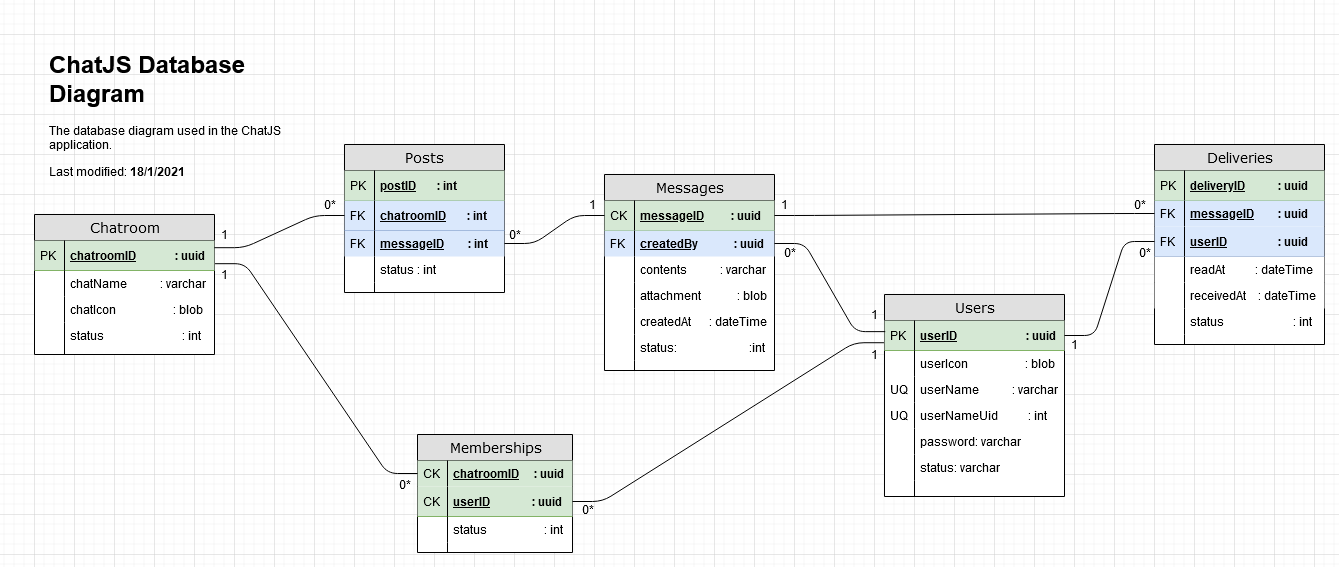 ChatJS Database
Diagram
The database diagram used in the ChatJS
application.
Last modified: 18/1/2021
Chatroom
PK chatroomID : uuid
chatName : varchar
chatIcon : blob
status : int
1
1
0*
Posts
PK postID : int
FK chatroomID : int
FK messageID : int
status : int
0*
1
Messages
CK messageID : uuid
FK createdBy : uuid
contents : varchar
attachment : blob
createdAt : dateTime
status: :int
1
0*
0*
0*
Deliveries
PK deliveryID : uuid
FK messageID : uuid
FK userID : uuid
readAt : dateTime
receivedAt : dateTime
status : int
1
1
1
Users
PK userID : uuid
userIcon : blob
UQ userName : varchar
UQ userNameUid : int
password: varchar
status: varchar
0*
Memberships
CK chatroomID : uuid
CK userID : uuid
status : int
0*